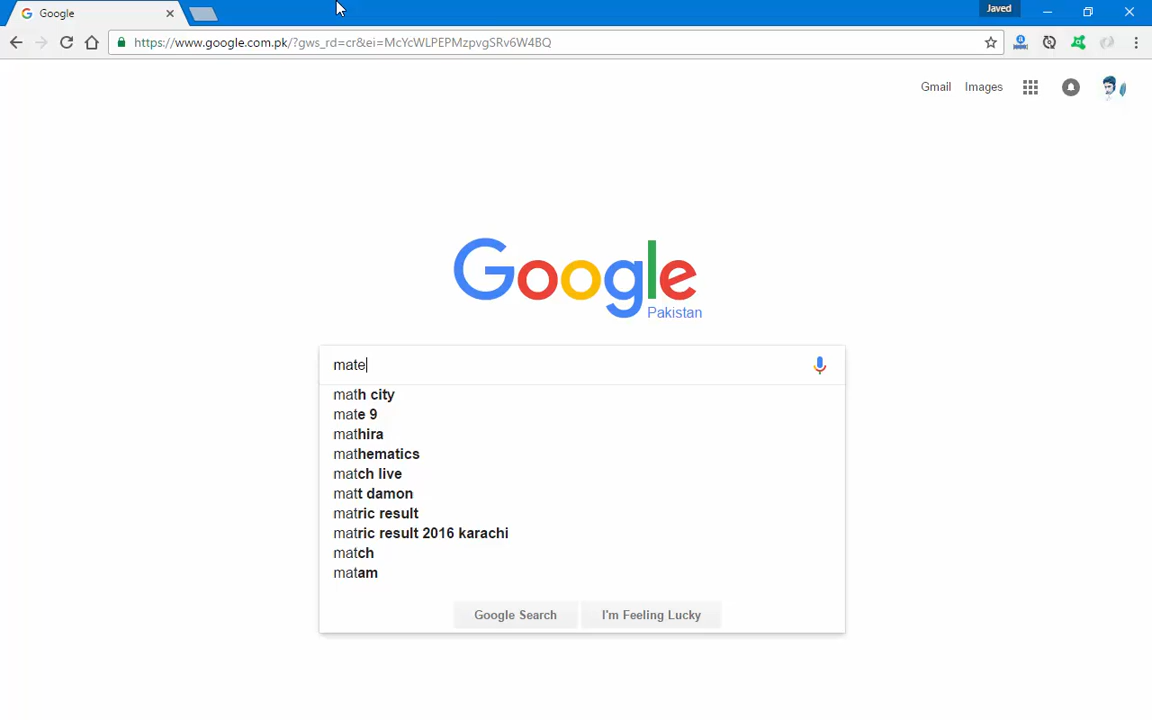 Google
Javed
https://www.google.com.pk/?gws_rd=cr&ei=McYcWLPEPMzpvgSRv6W4BQ
Gmail Images
Google
Pakistan
mate
math city
mate 9
mathira
mathematics
match live
matt damon
matric result
matric result 2016 karachi
match
matam
Google Search I'm Feeling Lucky